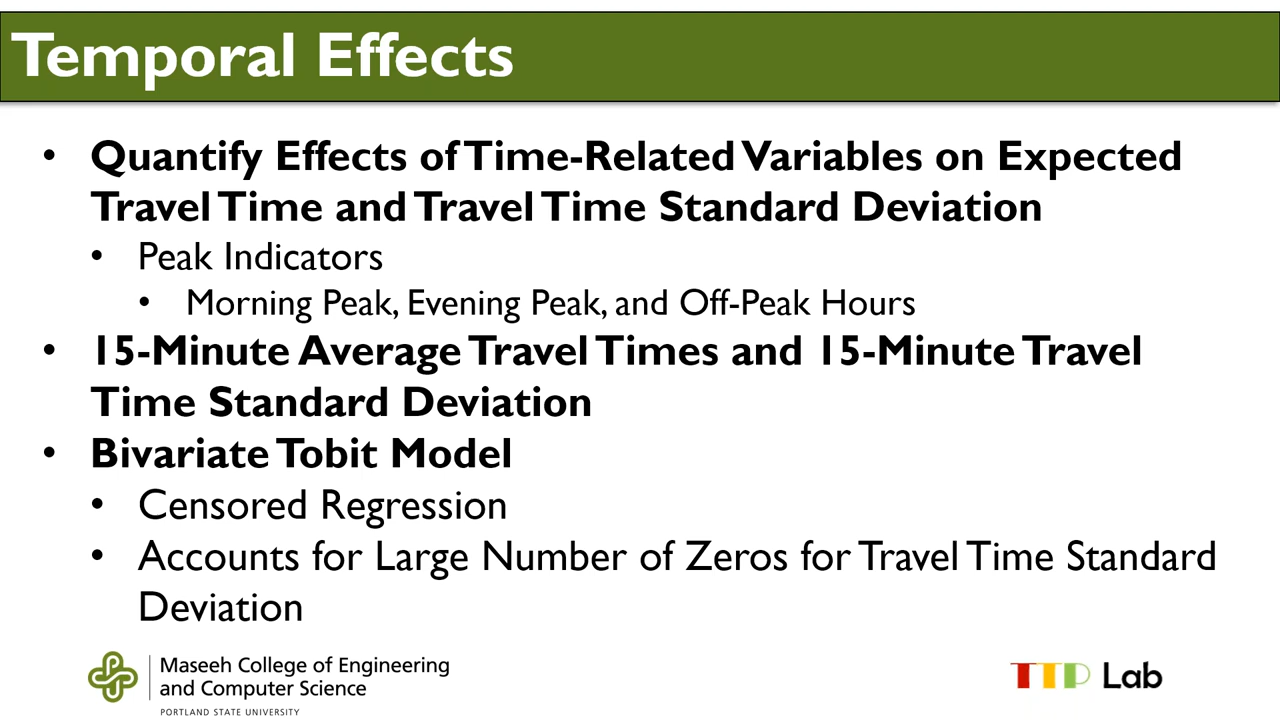 Temporal Effects
• Quantify Effects of Time-Related Variables on Expected
Travel Time and Travel Time Standard Deviation
• Peak Indicators
• Morning Peak, Evening Peak, and Off-Peak Hours
• 15-Minute Average Travel Times and 15-Minute Travel
Time Standard Deviation
• Bivariate Tobit Model
• Censored Regression
• Accounts for Large Number of Zeros for Travel Time Standard
Deviation
Maseeh College of Engineering
and Computer Science
PORTLAND STATE UNIVERSITY
TTP Lab